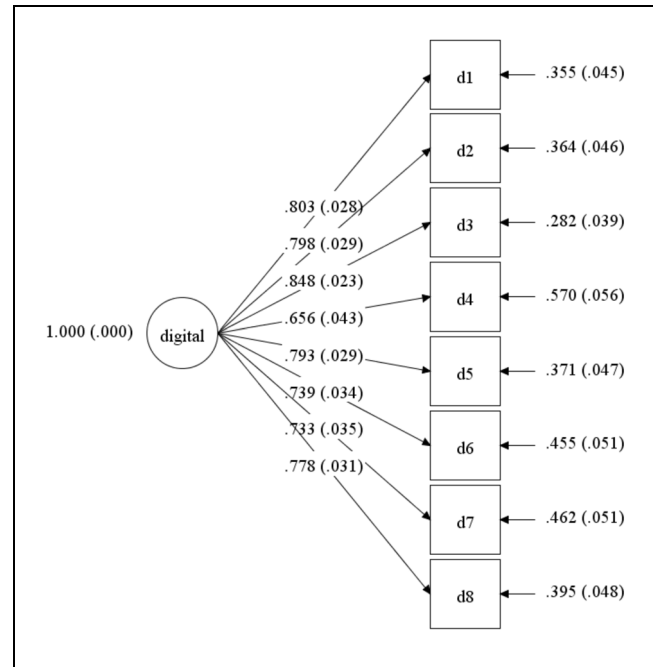 d1
.355 (.045)
d2
.364 (.046)
.803 (.028)
d3
.282 (.039)
.798 (.029)
.848 (.023)
d4
.570 (.056)
.656 (.043)
1.000 (.000)
digital
.793 (.029)
d5
.371 (.047)
.739 (.034)
.733 (.035)
d6
.455 (.051)
.778 (.031)
d7
.462 (.051)
d8
.395 (.048)